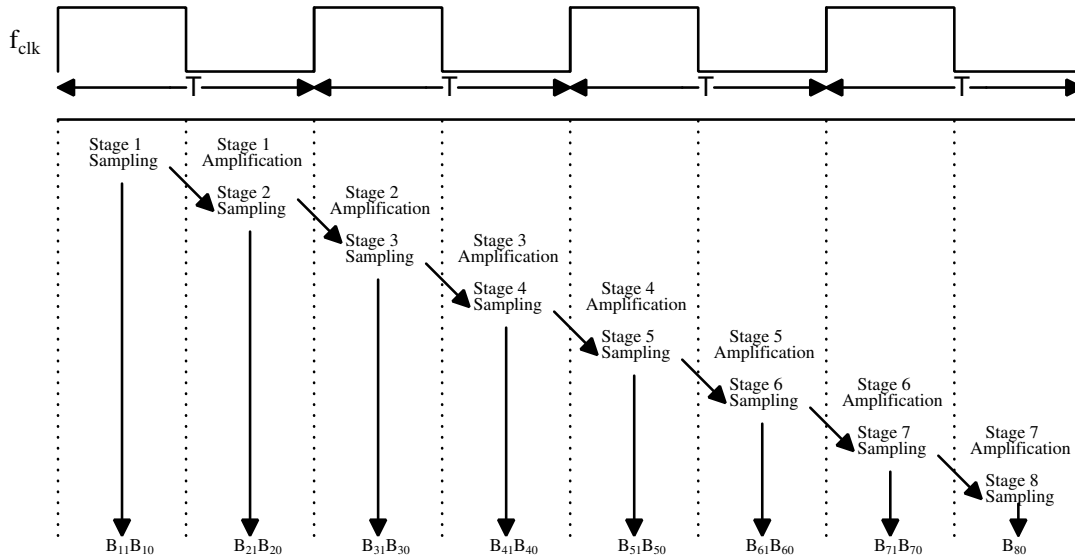 f_clk
T T T T
Stage 1
Sampling
Stage 1
Amplification
Stage 2
Sampling
Stage 2
Amplification
Stage 3
Sampling
Stage 3
Amplification
Stage 4
Sampling
Stage 4
Amplification
Stage 5
Sampling
Stage 5
Amplification
Stage 6
Sampling
Stage 6
Amplification
Stage 7
Sampling
Stage 7
Amplification
Stage 8
Sampling
B₁₁B₁₀ B₂₁B₂₀ B₃₁B₃₀ B₄₁B₄₀ B₅₁B₅₀ B₆₁B₆₀ B₇₁B₇₀ B₈₀